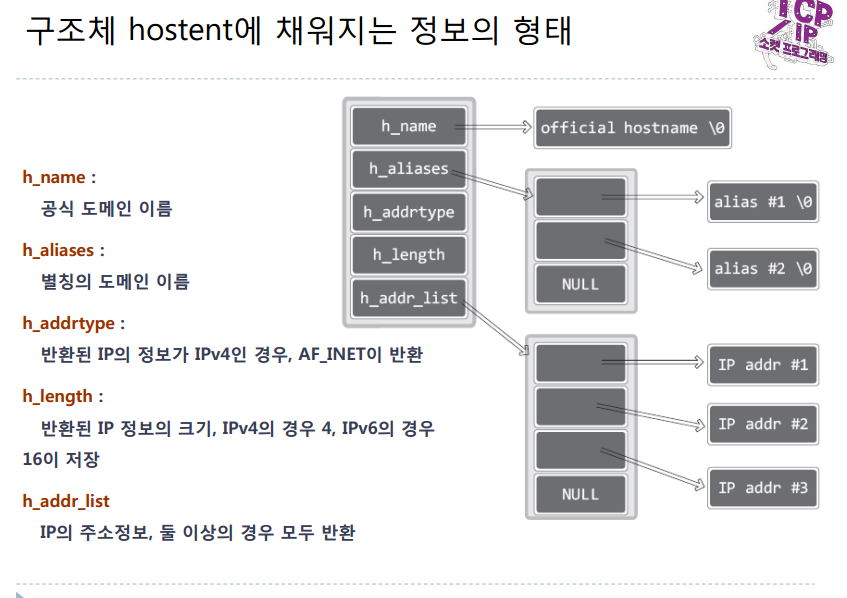 구조체 hostent에 채워지는 정보의 형태
TCP
/IP
소켓 프로그래밍
h_name :
공식 도메인 이름
h_aliases :
별칭의 도메인 이름
h_addrtype :
반환된 IP의 정보가 IPv4인 경우, AF_INET이 반환
h_length :
반환된 IP 정보의 크기, IPv4의 경우 4, IPv6의 경우
16이 저장
h_addr_list
IP의 주소정보, 둘 이상의 경우 모두 반환
h_name
h_aliases
h_addrtype
h_length
h_addr_list
official hostname \0
NULL
alias #1 \0
alias #2 \0
NULL
IP addr #1
IP addr #2
IP addr #3